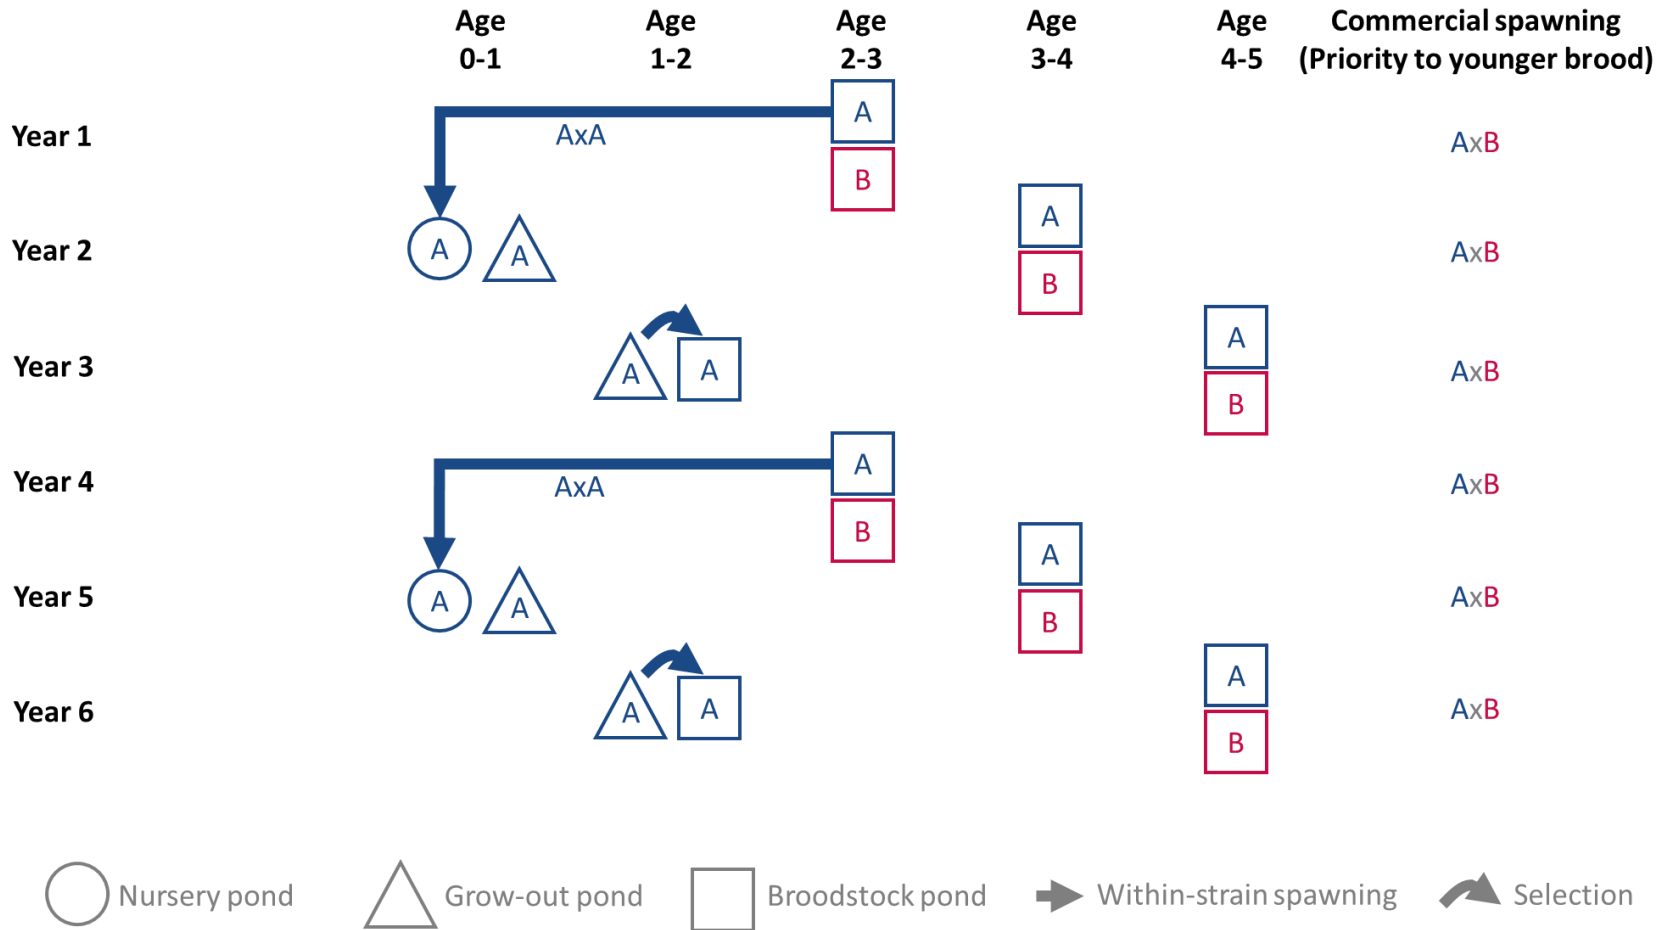 Age Age Age Age Age Commercial spawning
0-1 1-2 2-3 3-4 4-5 (Priority to younger brood)
A
Year 1 AxA AxB
B
A
Year 2 A A AxB
B
A
Year 3 A A AxB
B
A
Year 4 AxA AxB
B
A
Year 5 A A AxB
B
A
Year 6 A A AxB
B
Nursery pond Grow-out pond Broodstock pond Within-strain spawning Selection